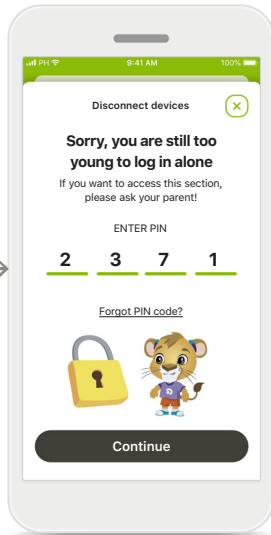 PH 9:41 AM 100%
Disconnect devices
Sorry, you are still too
young to log in alone
If you want to access this section,
please ask your parent!
ENTER PIN
2 3 7 1
Forgot PIN code?
Continue